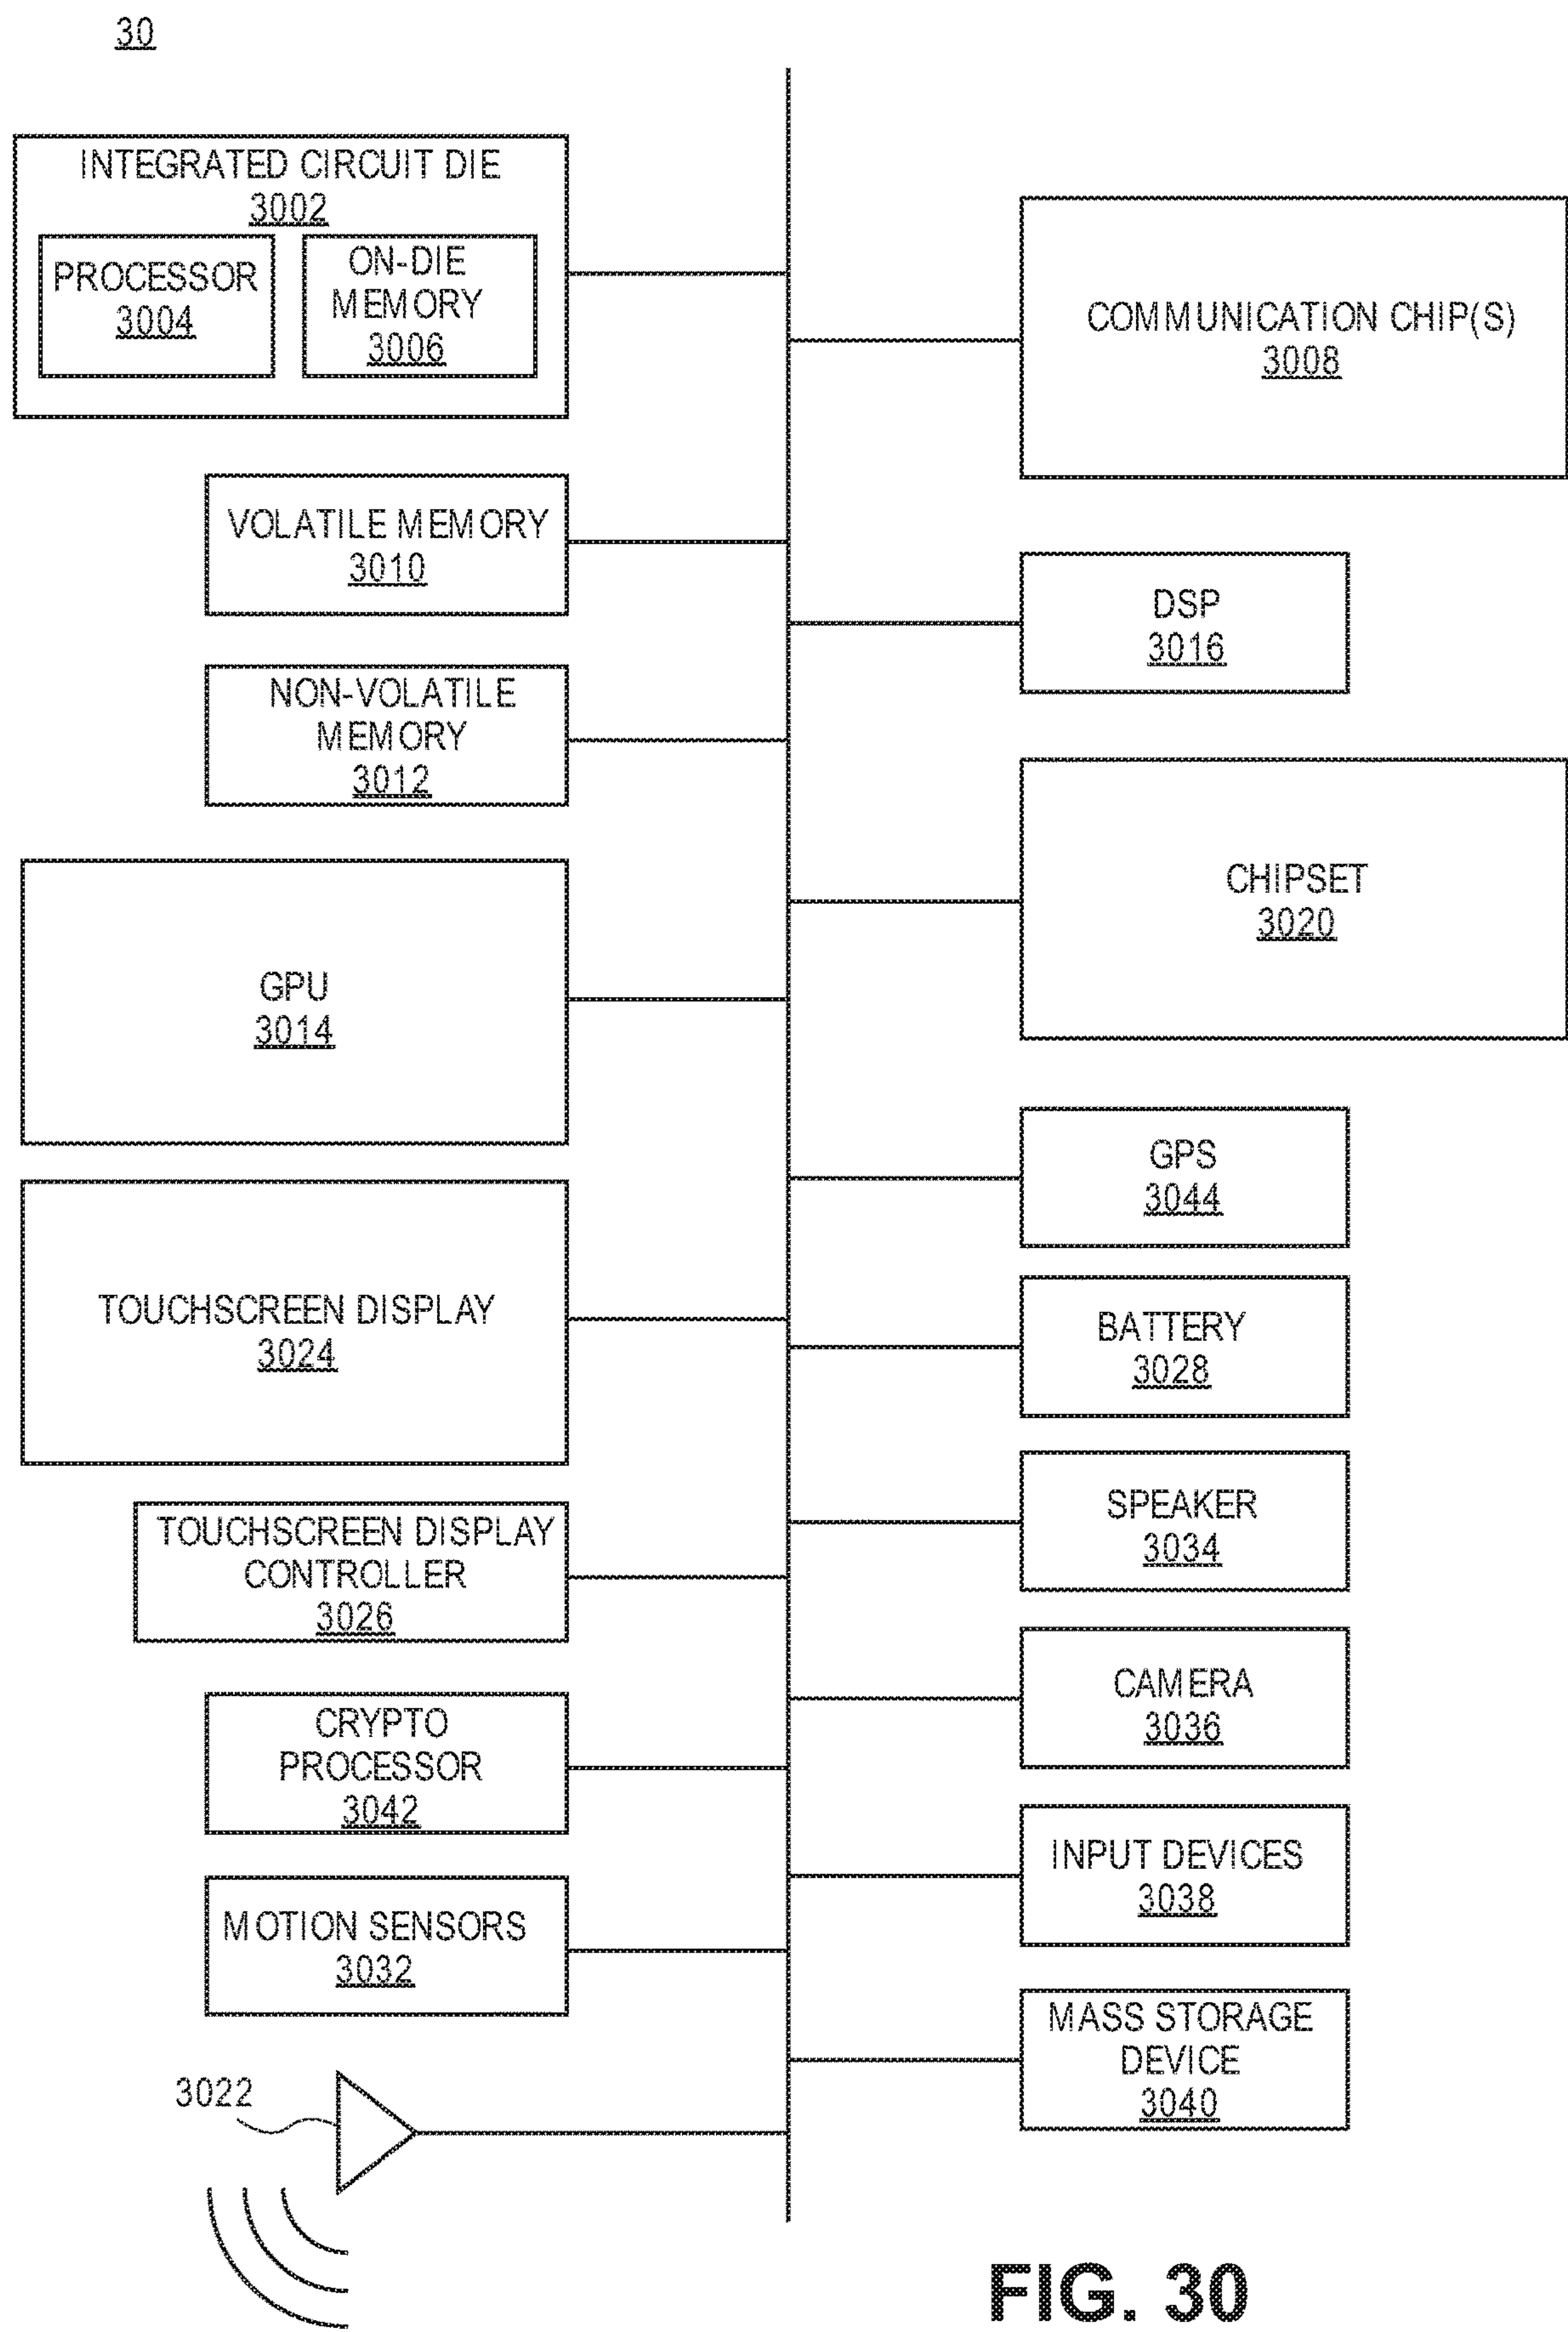 30
INTEGRATED CIRCUIT DIE
3002
PROCESSOR
3004
ON-DIE
MEMORY
3006
VOLATILE MEMORY
3010
NON-VOLATILE
MEMORY
3012
GPU
3014
TOUCHSCREEN DISPLAY
3024
TOUCHSCREEN DISPLAY
CONTROLLER
3026
CRYPTO
PROCESSOR
3042
MOTION SENSORS
3032
3022
COMMUNICATION CHIP(S)
3008
DSP
3016
CHIPSET
3020
GPS
3044
BATTERY
3028
SPEAKER
3034
CAMERA
3036
INPUT DEVICES
3038
MASS STORAGE
DEVICE
3040
FIG. 30